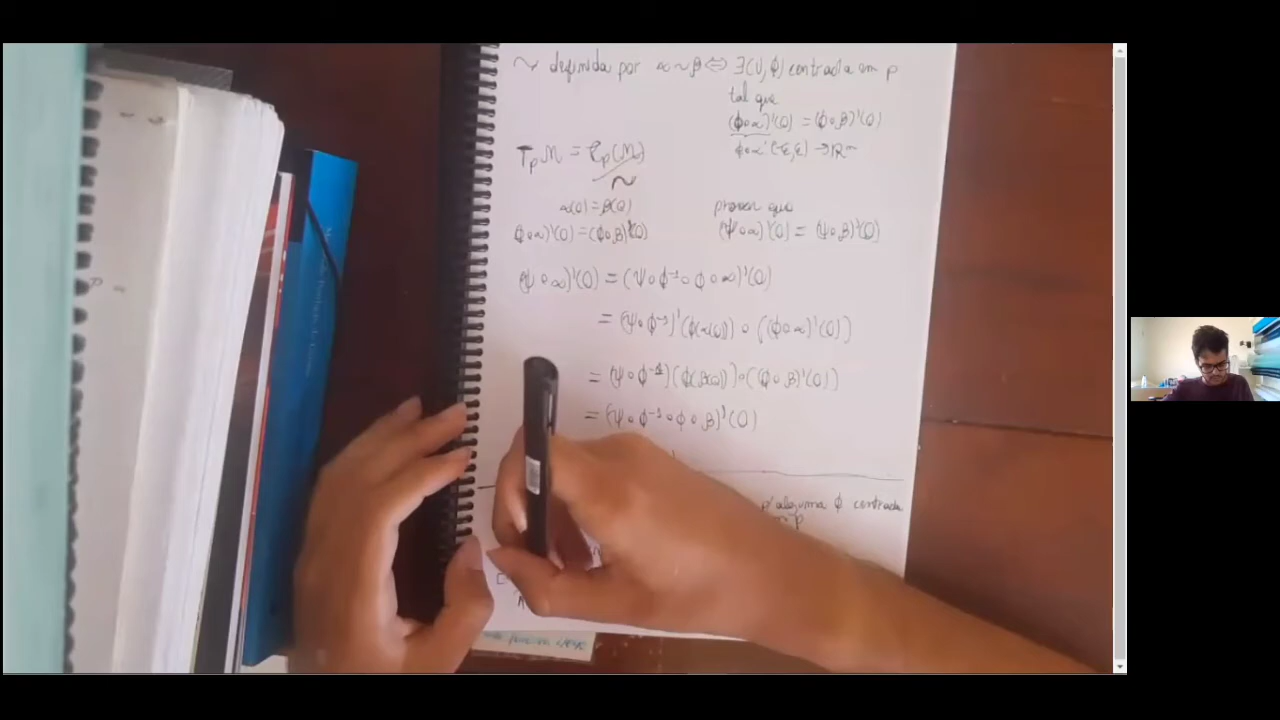 ~ definida por α ~ β ⇔ ∃(U, ϕ) centrada em p
tal que
(ϕ∘α)'(0) = (ϕ∘β)'(0)
ϕ∘α: (-ε, ε) → ℝⁿ
TₚM = 𝒞ₚ(M)/~
α(0) = β(0)
provar que
(ϕ∘α)'(0) = (ϕ∘β)'(0)
(Ψ∘α)'(0) = (Ψ∘β)'(0)
(Ψ∘α)'(0) = (Ψ∘ϕ⁻¹∘ϕ∘α)'(0)
= (Ψ∘ϕ⁻¹)'(ϕ(α(0)))∘((ϕ∘α)'(0))
= (Ψ∘ϕ⁻¹)(ϕ(β(0)))∘((ϕ∘β)'(0))
= (Ψ∘ϕ⁻¹∘ϕ∘β)'(0)
p/ alguma ϕ centrada
p